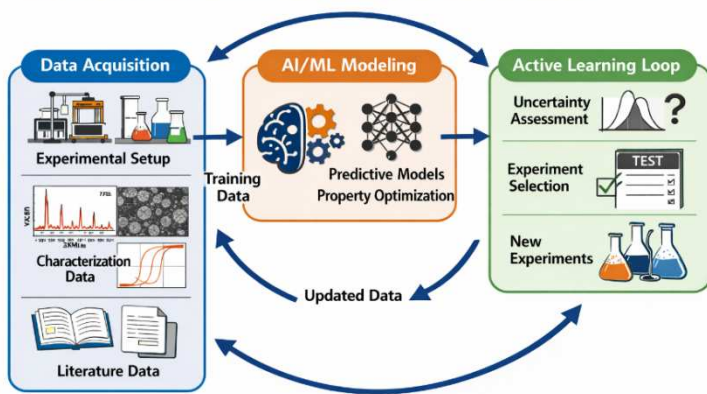 Data Acquisition
Experimental Setup
Characterization
Data
Literature Data
Training
Data
AI/ML Modeling
Predictive Models
Property Optimization
Updated Data
Active Learning Loop
Uncertainty
Assessment
?
Experiment
Selection
TEST
New
Experiments